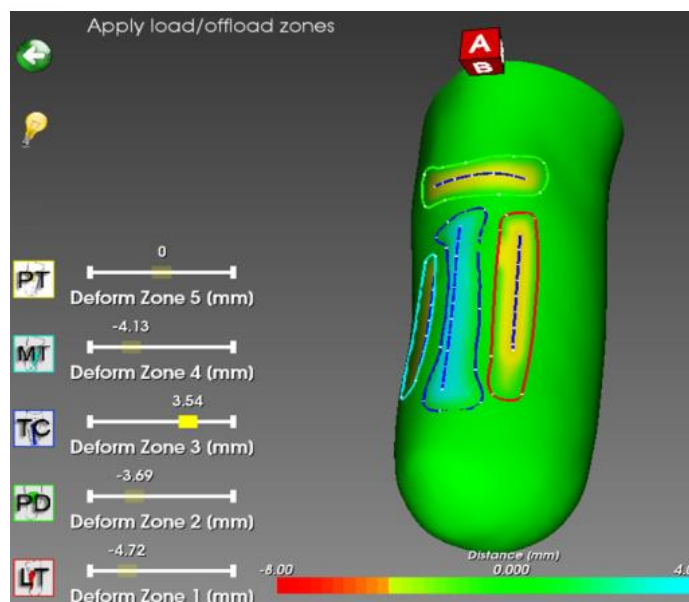 Apply load/offload zones
A
B
0
PT
Deform Zone 5 (mm)
-4.13
MT
Deform Zone 4 (mm)
3.54
TC
Deform Zone 3 (mm)
-3.69
PD
Deform Zone 2 (mm)
-4.72
LT
Deform Zone 1 (mm)
Distance (mm)
-8.00 0.000 4.0